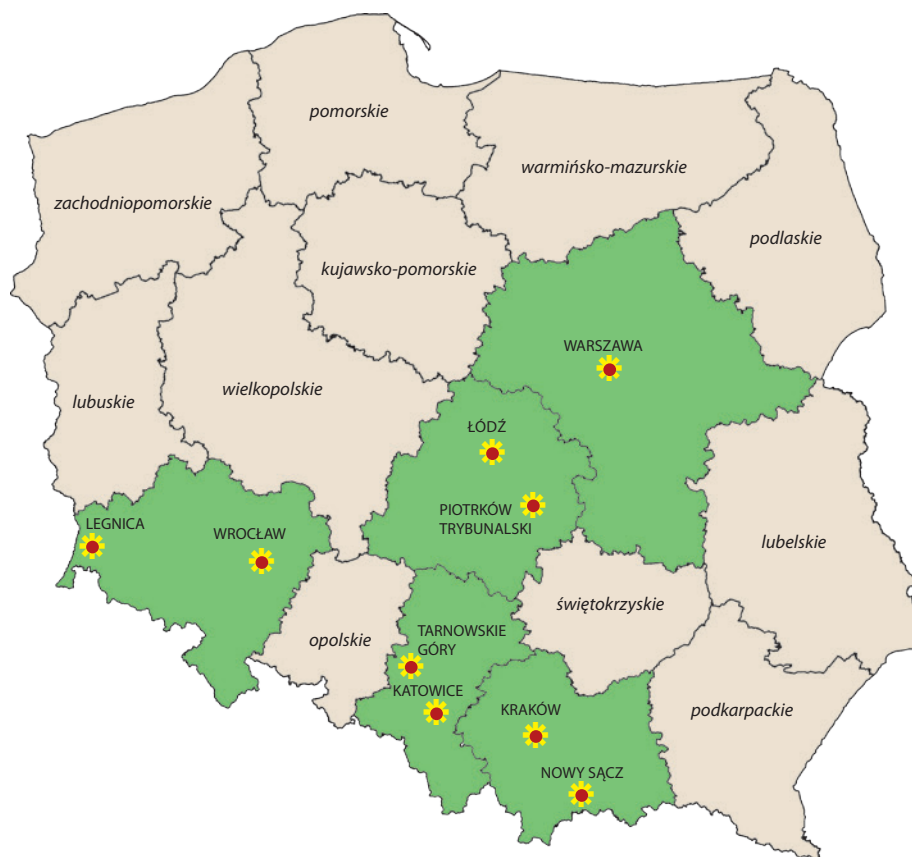 pomorskie
warmińsko-mazurskie
zachodniopomorskie
podlaskie
kujawsko-pomorskie
WARSZAWA
wielkopolskie
lubuskie
ŁÓDŹ
PIOTRKÓW
TRYBUNALSKI
LEGNICA
WROCŁAW
lubelskie
świętokrzyskie
opolskie
TARNOWSKIE
GÓRY
KATOWICE
KRAKÓW
podkarpackie
NOWY SĄCZ